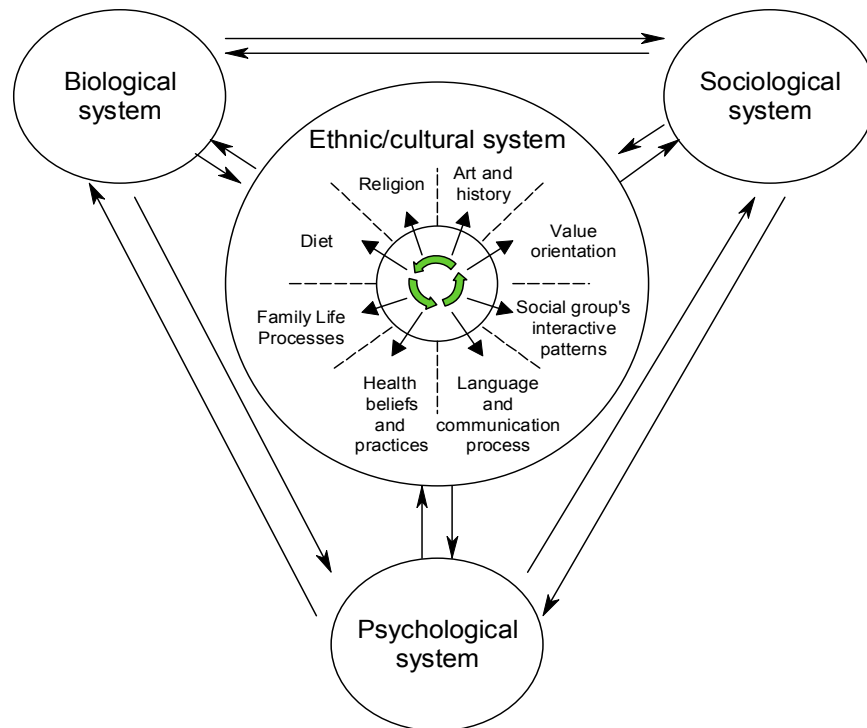 Biological
system
Sociological
system
Ethnic/cultural system
Religion
Art and
history
Diet
Value
orientation
Family Life
Processes
Social group's
interactive
patterns
Health
beliefs
and
practices
Language
and
communication
process
Psychological
system